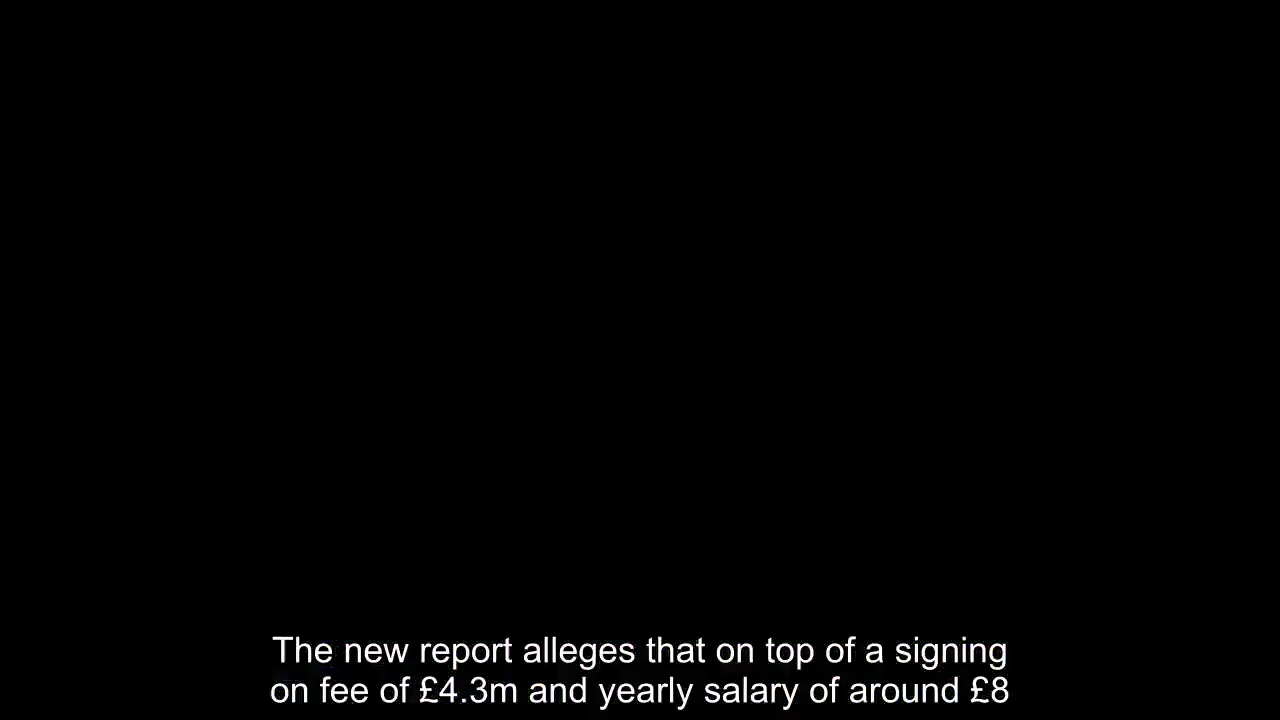 The new report alleges that on top of a signing
on fee of £4.3m and yearly salary of around £8